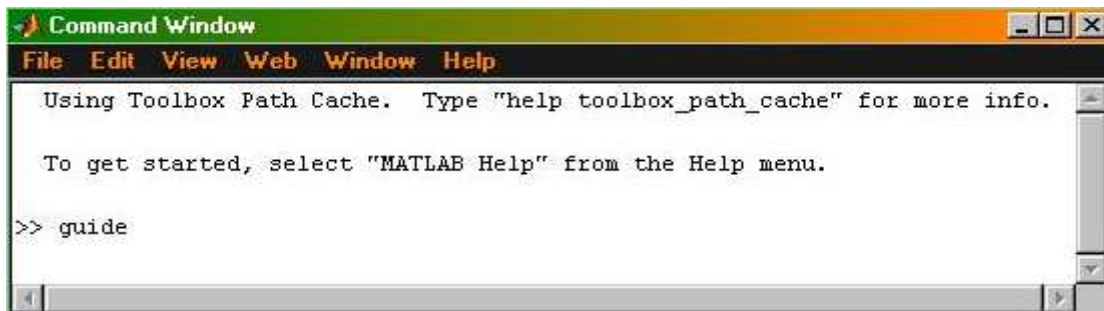 Command Window
File Edit View Web Window Help
Using Toolbox Path Cache. Type "help toolbox_path_cache" for more info.
To get started, select "MATLAB Help" from the Help menu.
>> guide